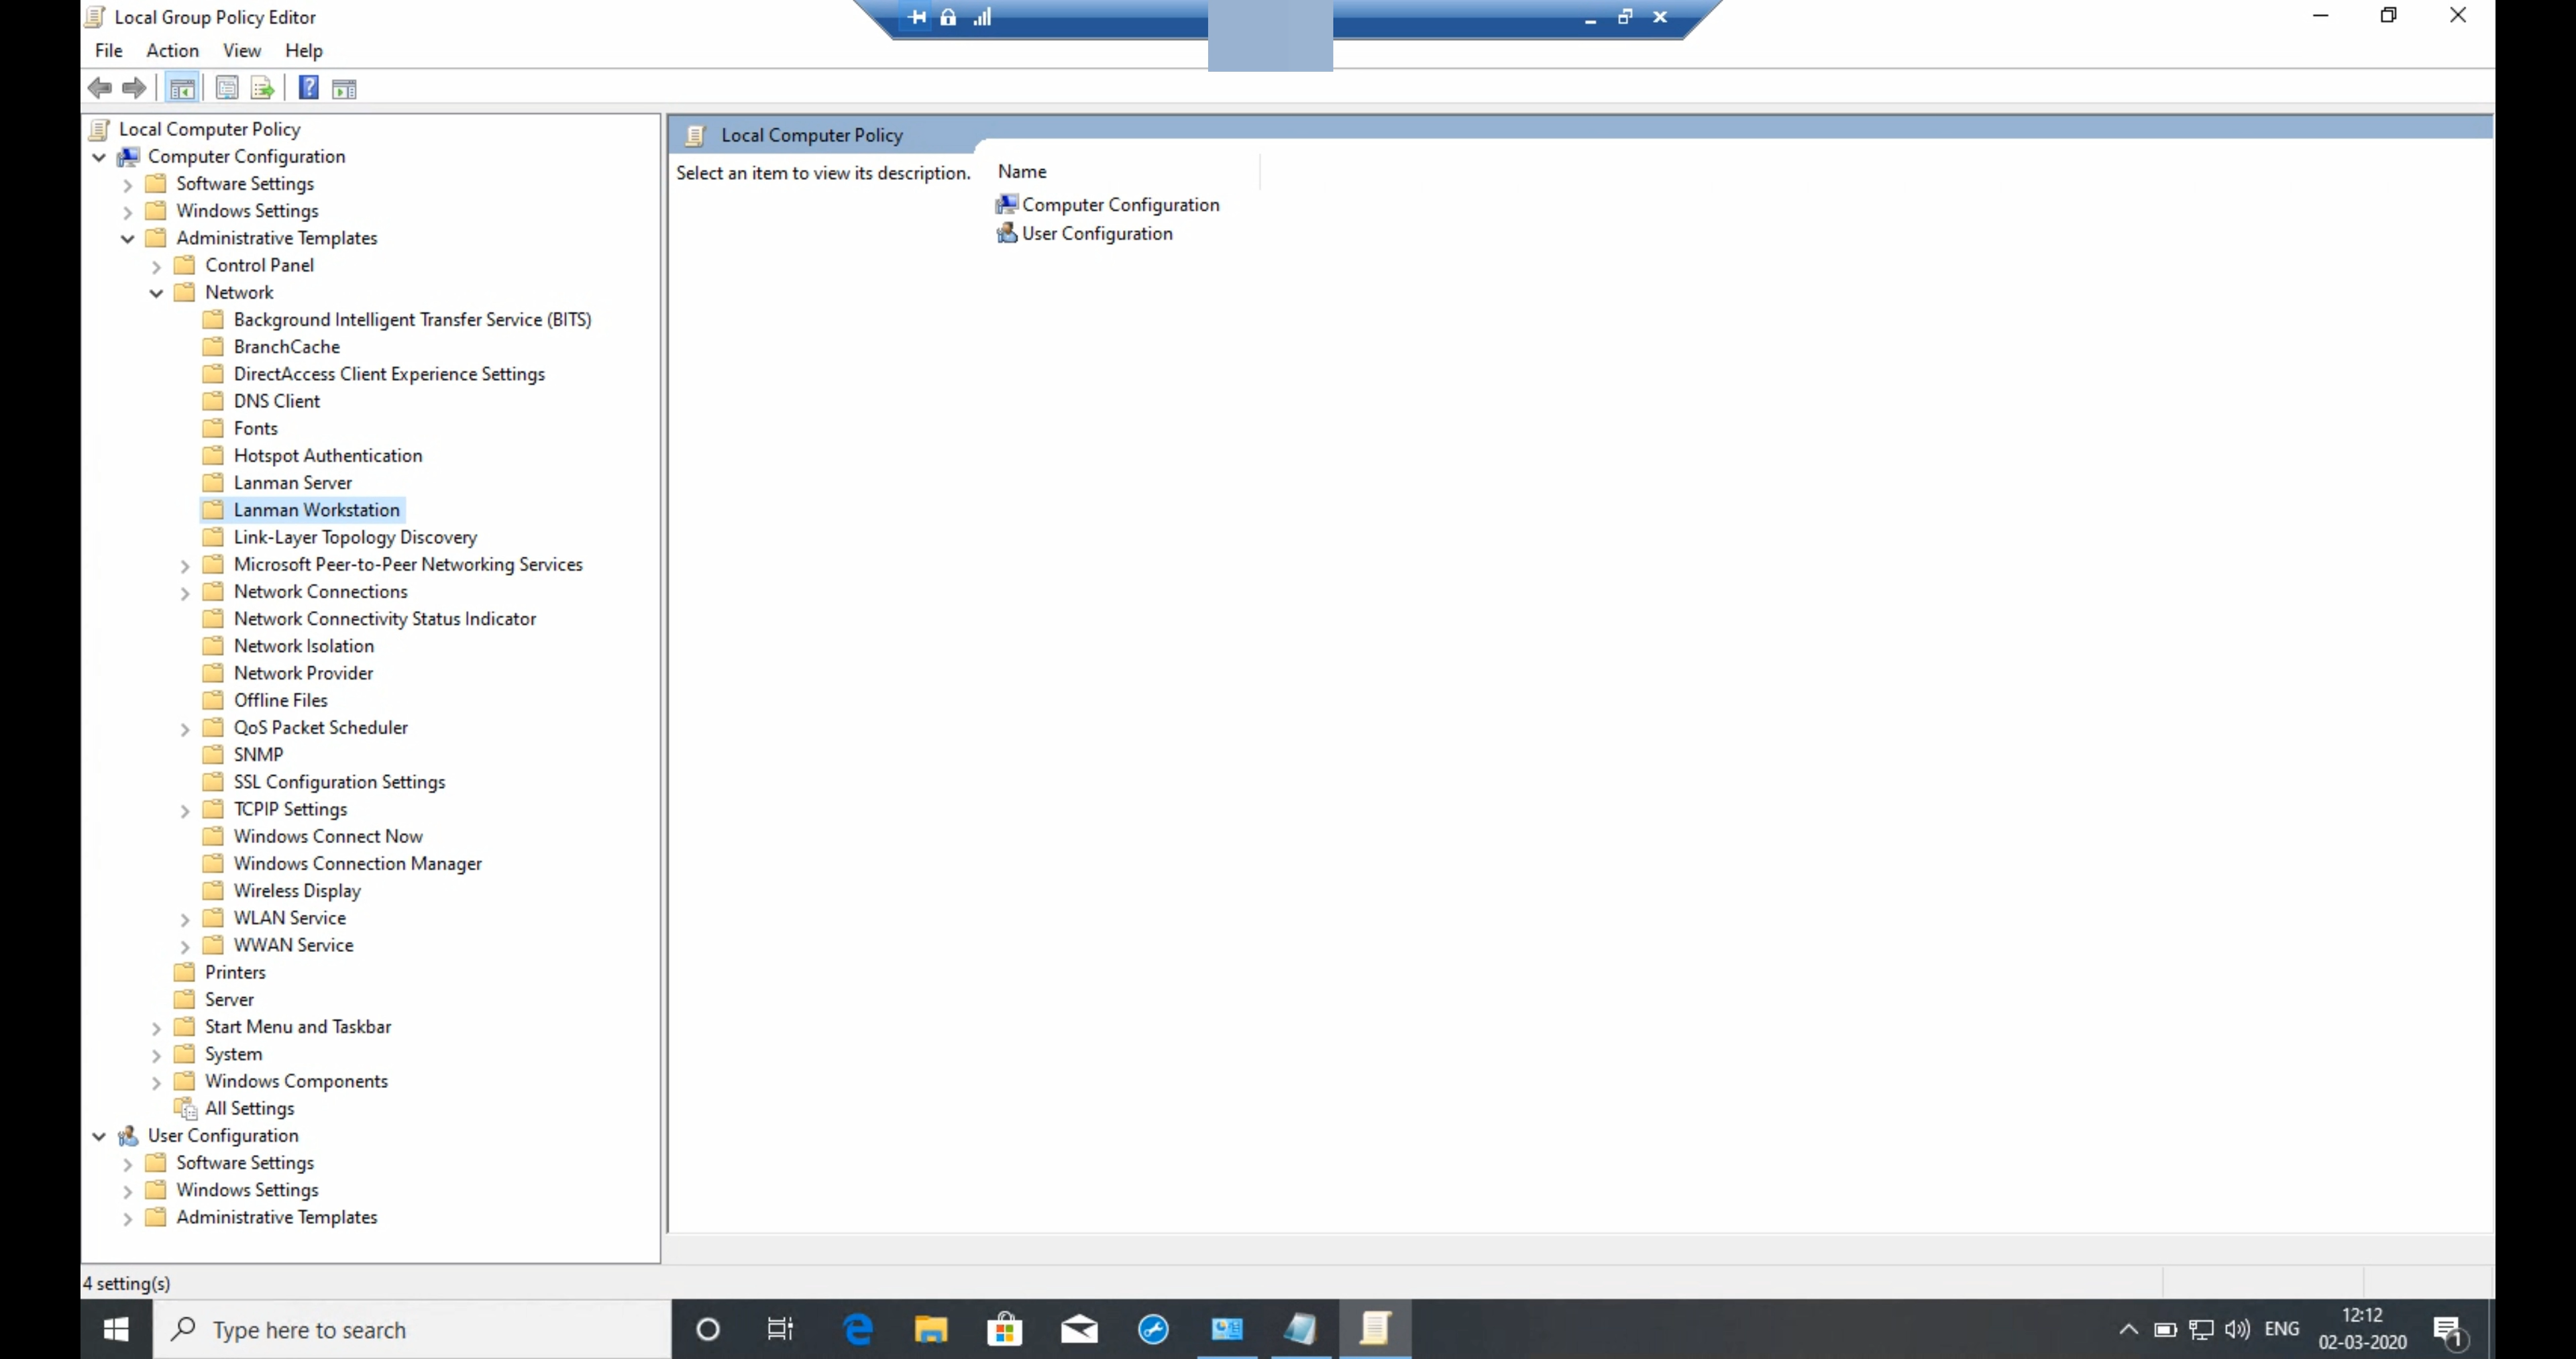 Local Group Policy Editor
File Action View Help
Local Computer Policy
Computer Configuration
Software Settings
Windows Settings
Administrative Templates
Control Panel
Network
Background Intelligent Transfer Service (BITS)
BranchCache
DirectAccess Client Experience Settings
DNS Client
Fonts
Hotspot Authentication
Lanman Server
Lanman Workstation
Link-Layer Topology Discovery
Microsoft Peer-to-Peer Networking Services
Network Connections
Network Connectivity Status Indicator
Network Isolation
Network Provider
Offline Files
QoS Packet Scheduler
SNMP
SSL Configuration Settings
TCPIP Settings
Windows Connect Now
Windows Connection Manager
Wireless Display
WLAN Service
WWAN Service
Printers
Server
Start Menu and Taskbar
System
Windows Components
All Settings
User Configuration
Software Settings
Windows Settings
Administrative Templates
Local Computer Policy
Select an item to view its description.
Name
Computer Configuration
User Configuration
4 setting(s)
Type here to search
ENG
12:12
02-03-2020
1